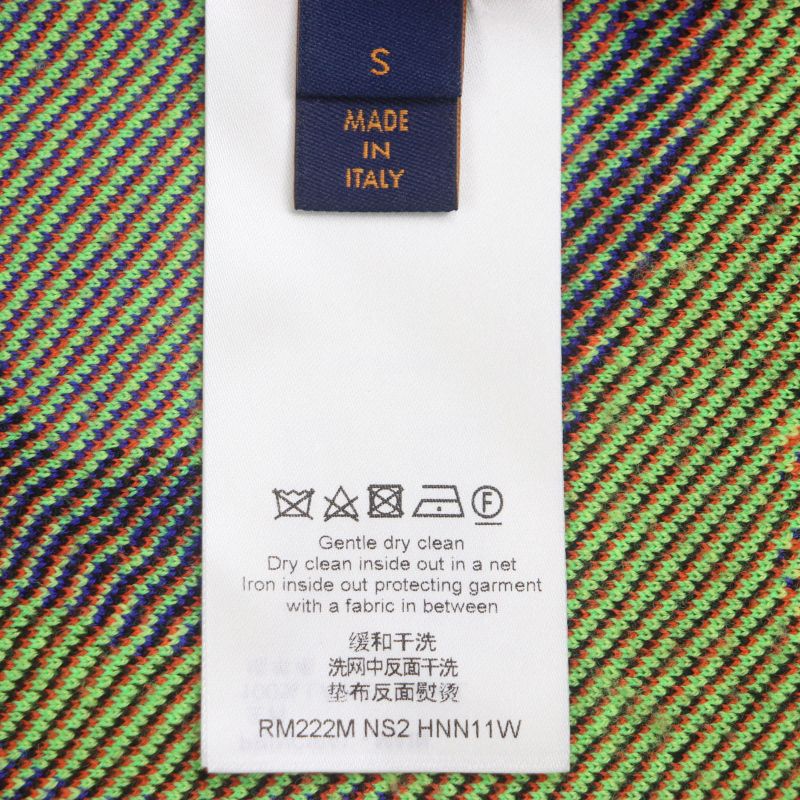 S
MADE
IN
ITALY
F
Gentle dry clean
Dry clean inside out in a net
Iron inside out protecting garment
with a fabric in between
缓和干洗
洗网中反面干洗
垫布反面熨烫
RM222M NS2 HNN11W